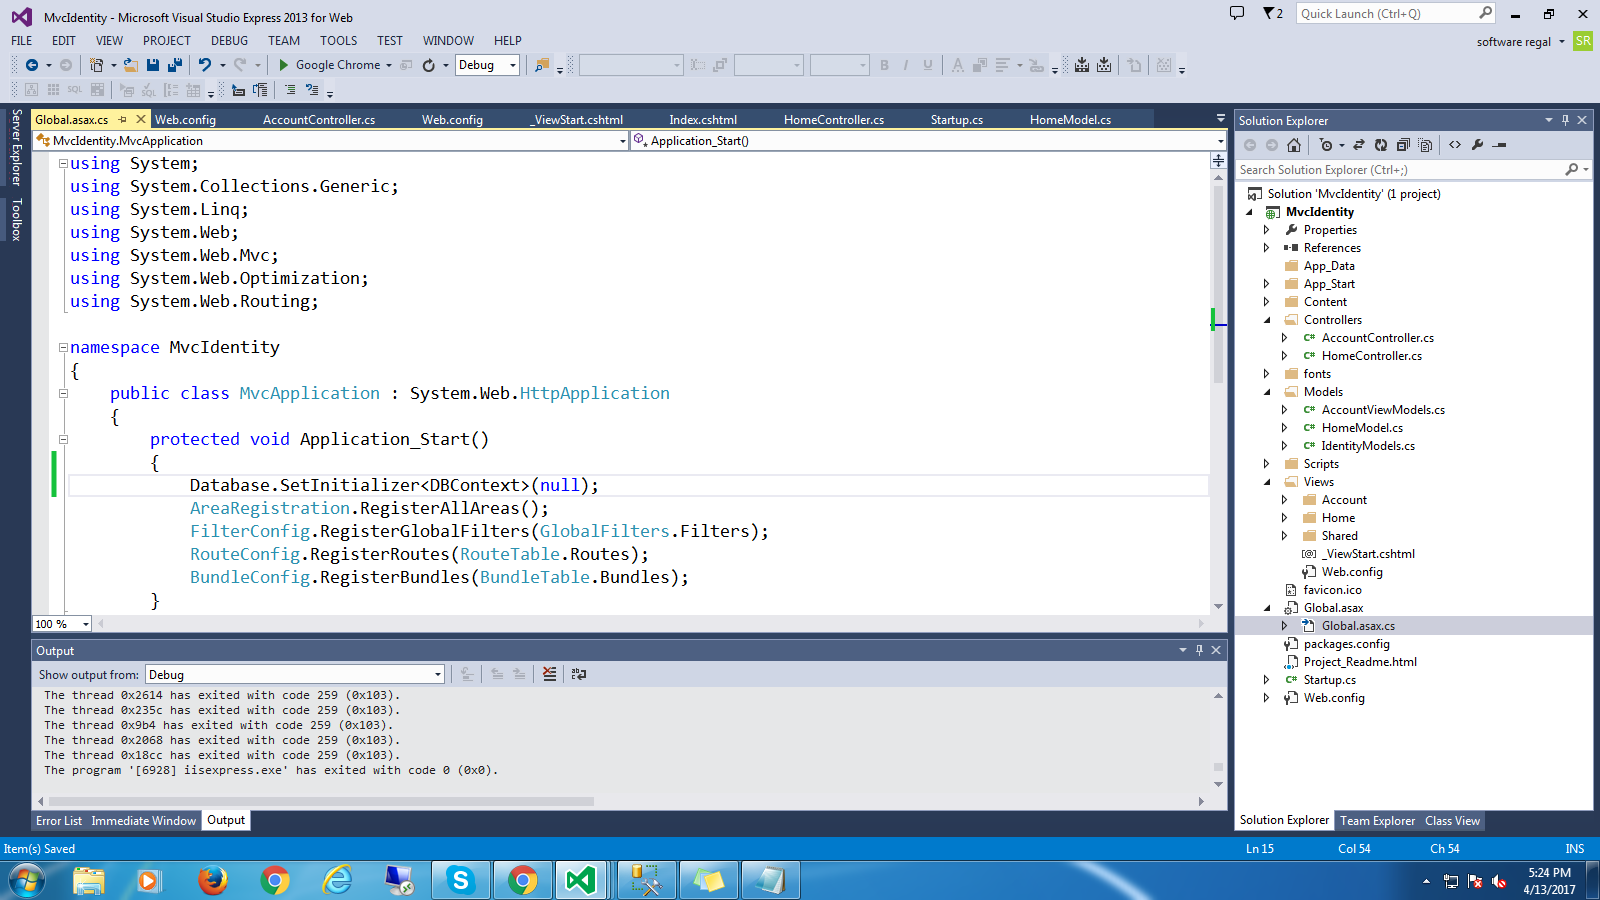 MvcIdentity - Microsoft Visual Studio Express 2013 for Web
2
Quick Launch (Ctrl+Q)
FILE EDIT VIEW PROJECT DEBUG TEAM TOOLS TEST WINDOW HELP
software regal
SR
Google Chrome
Debug
Server Explorer
Toolbox
Global.asax.cs Web.config AccountController.cs Web.config _ViewStart.cshtml Index.cshtml HomeController.cs Startup.cs HomeModel.cs
MvcIdentity.MvcApplication
Application_Start()
using System;
using System.Collections.Generic;
using System.Linq;
using System.Web;
using System.Web.Mvc;
using System.Web.Optimization;
using System.Web.Routing;
namespace MvcIdentity
{
public class MvcApplication : System.Web.HttpApplication
{
protected void Application_Start()
{
Database.SetInitializer<DBContext>(null);
AreaRegistration.RegisterAllAreas();
FilterConfig.RegisterGlobalFilters(GlobalFilters.Filters);
RouteConfig.RegisterRoutes(RouteTable.Routes);
BundleConfig.RegisterBundles(BundleTable.Bundles);
}
100 %
Output
Show output from: Debug
The thread 0x2614 has exited with code 259 (0x103).
The thread 0x235c has exited with code 259 (0x103).
The thread 0x9b4 has exited with code 259 (0x103).
The thread 0x2068 has exited with code 259 (0x103).
The thread 0x18cc has exited with code 259 (0x103).
The program '[6928] iisexpress.exe' has exited with code 0 (0x0).
Error List Immediate Window Output
Solution Explorer
Search Solution Explorer (Ctrl+;)
Solution 'MvcIdentity' (1 project)
MvcIdentity
Properties
References
App_Data
App_Start
Content
Controllers
C# AccountController.cs
C# HomeController.cs
fonts
Models
C# AccountViewModels.cs
C# HomeModel.cs
C# IdentityModels.cs
Scripts
Views
Account
Home
Shared
[@] _ViewStart.cshtml
Web.config
favicon.ico
Global.asax
Global.asax.cs
packages.config
Project_Readme.html
C# Startup.cs
Web.config
Solution Explorer Team Explorer Class View
Item(s) Saved
Ln 15 Col 54 Ch 54 INS
5:24 PM
4/13/2017